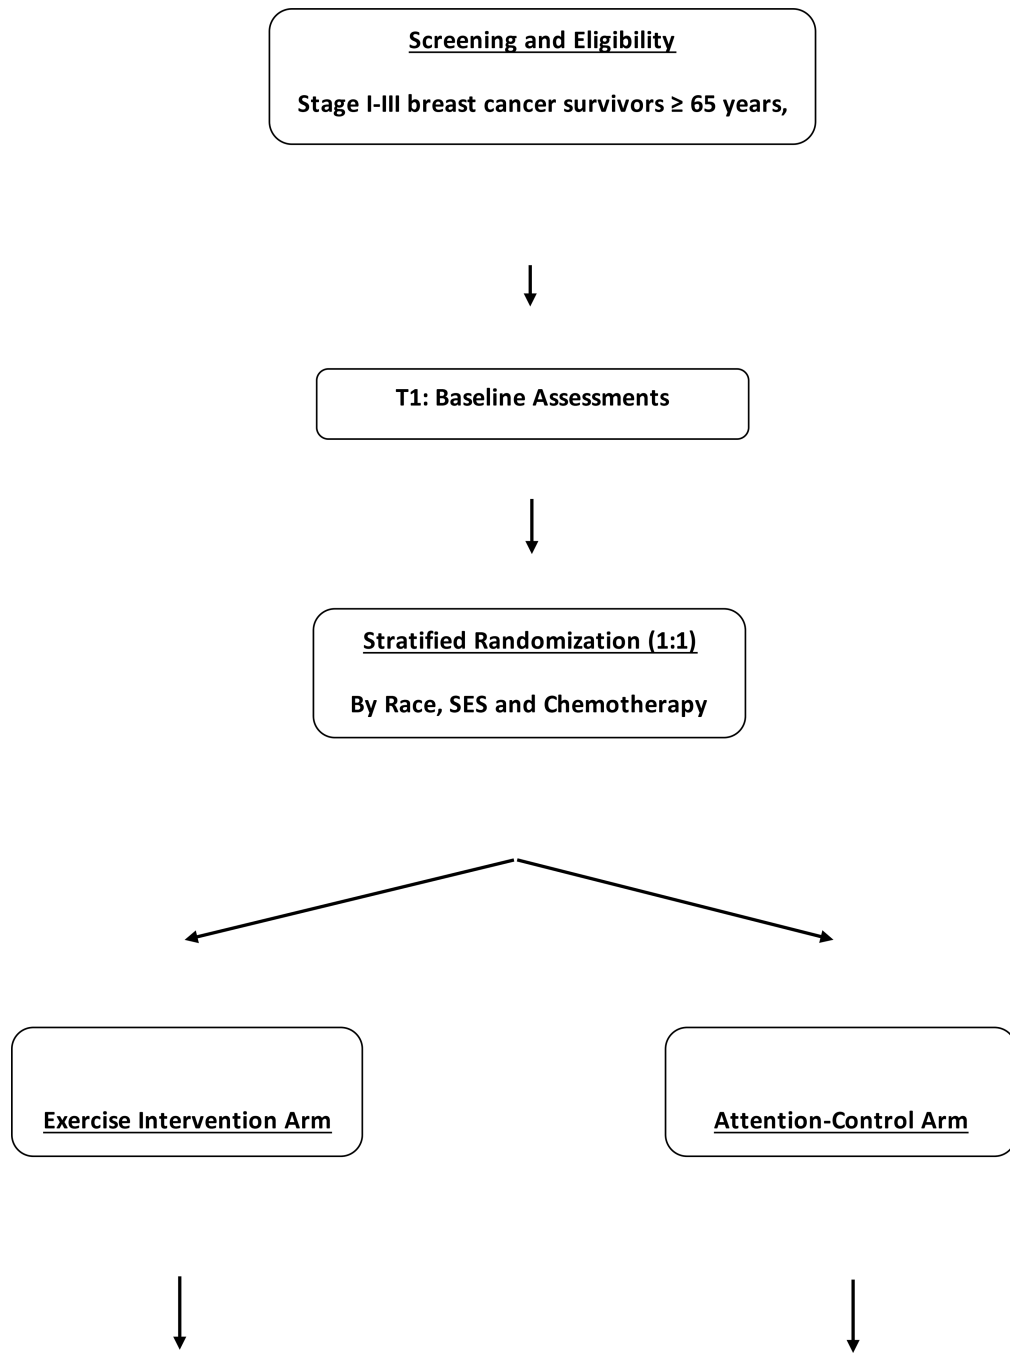 Screening and Eligibility
Stage I-III breast cancer survivors ≥ 65 years,
T1: Baseline Assessments
Stratified Randomization (1:1)
By Race, SES and Chemotherapy
Exercise Intervention Arm
Attention-Control Arm